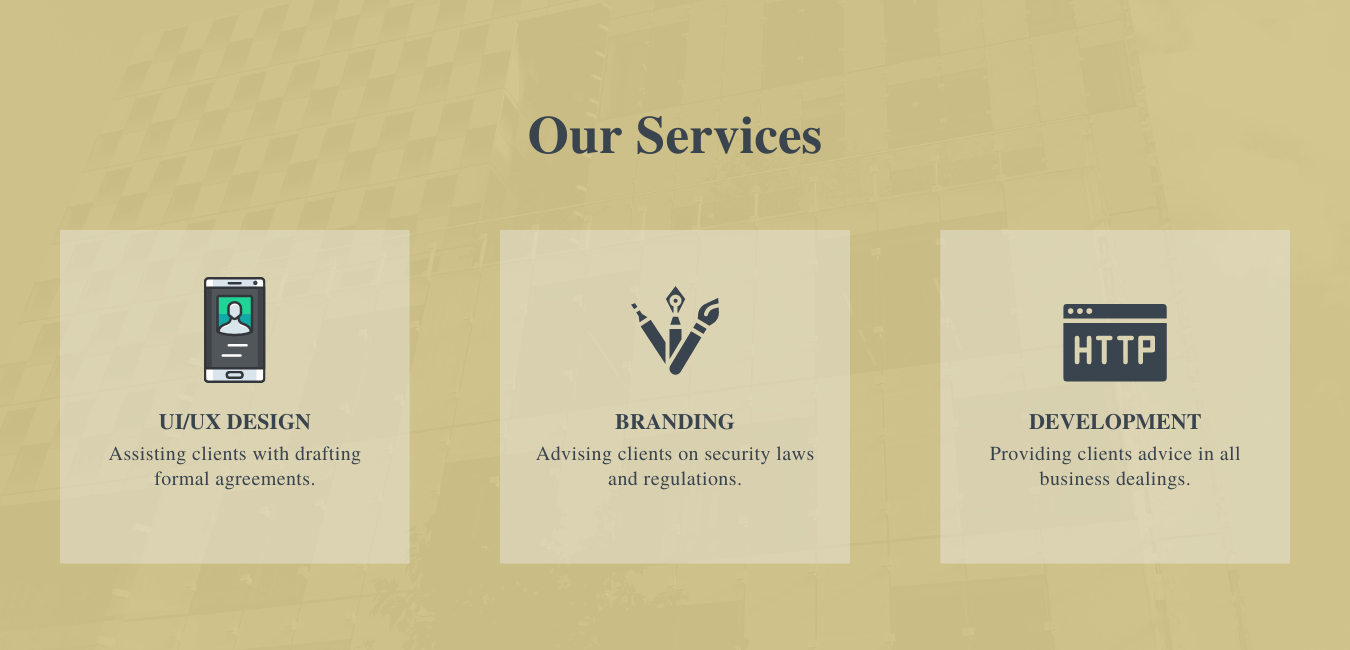 Our Services
HTTP
UI/UX DESIGN
Assisting clients with drafting
formal agreements.
BRANDING
Advising clients on security laws
and regulations.
DEVELOPMENT
Providing clients advice in all
business dealings.